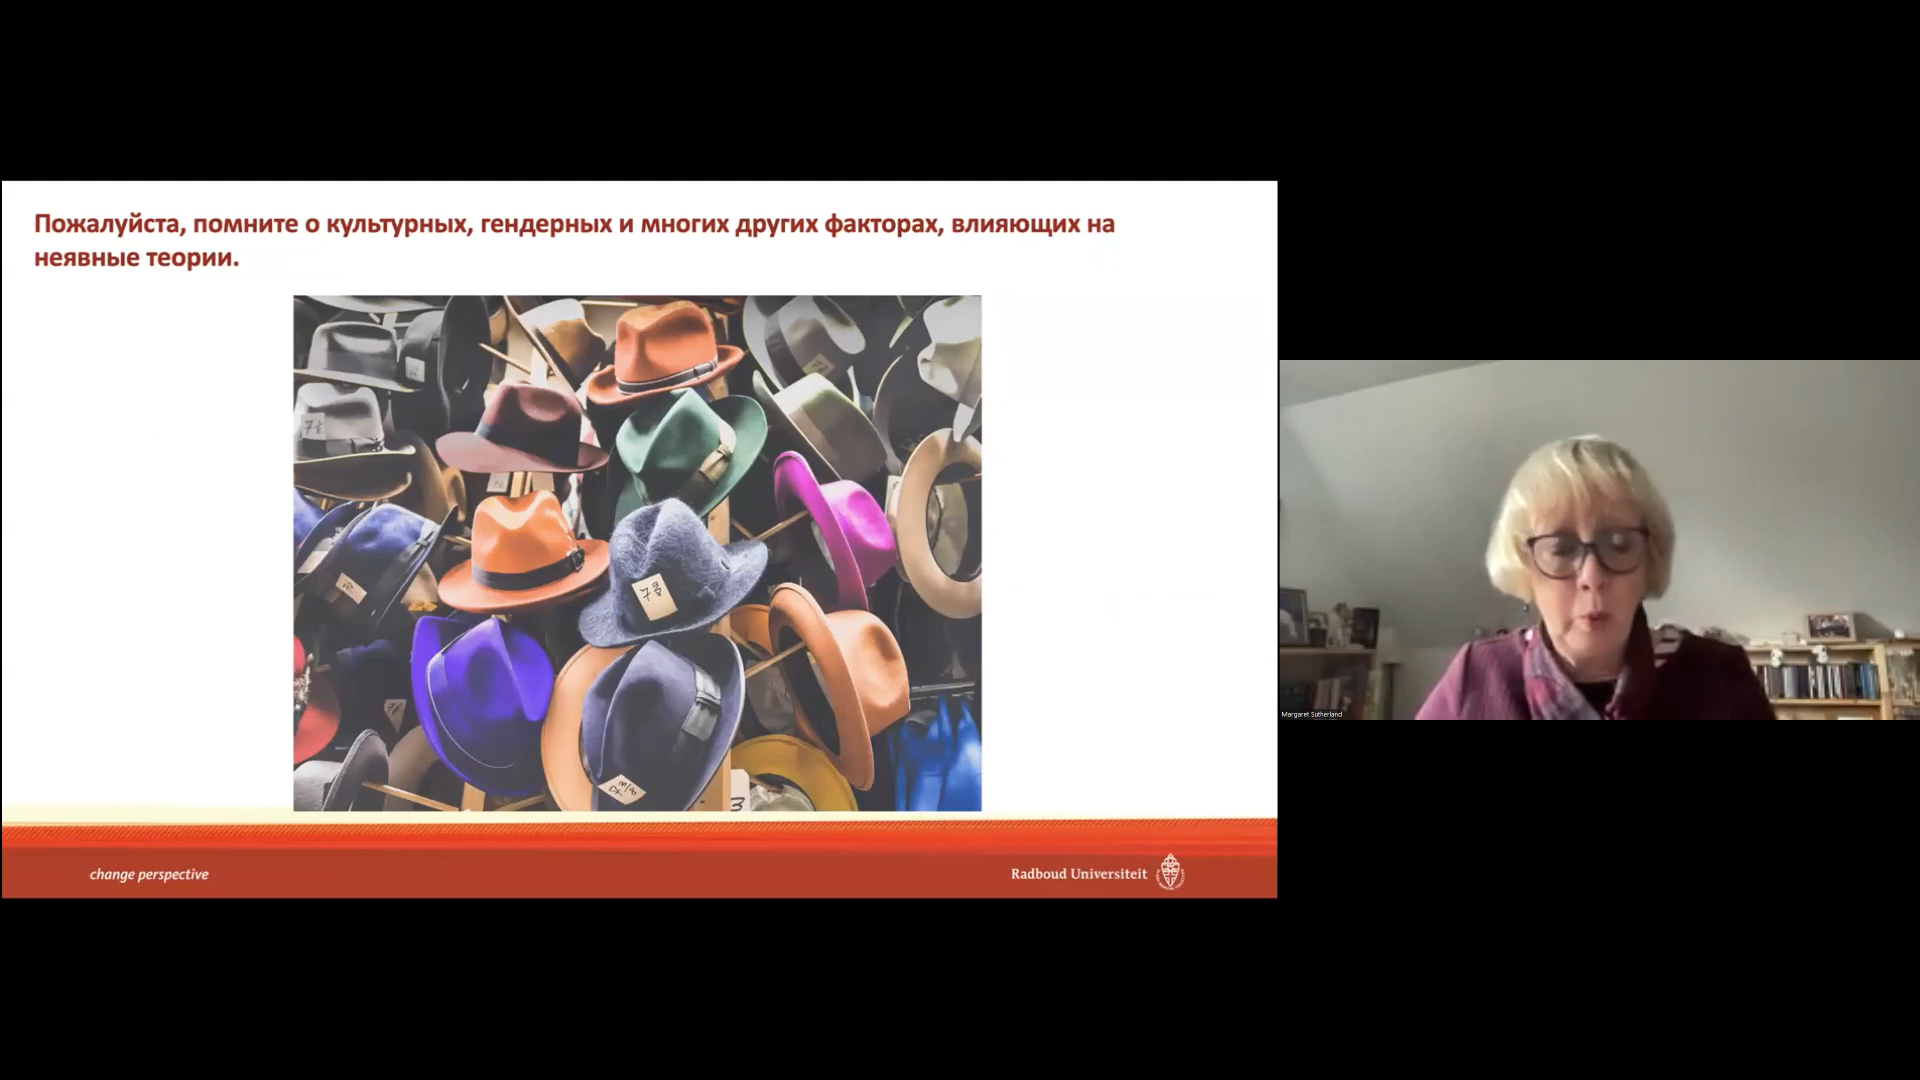 Пожалуйста, помните о культурных, гендерных и многих других факторах, влияющих на
неявные теории.
change perspective
Radboud Universiteit
Margaret Sutherland